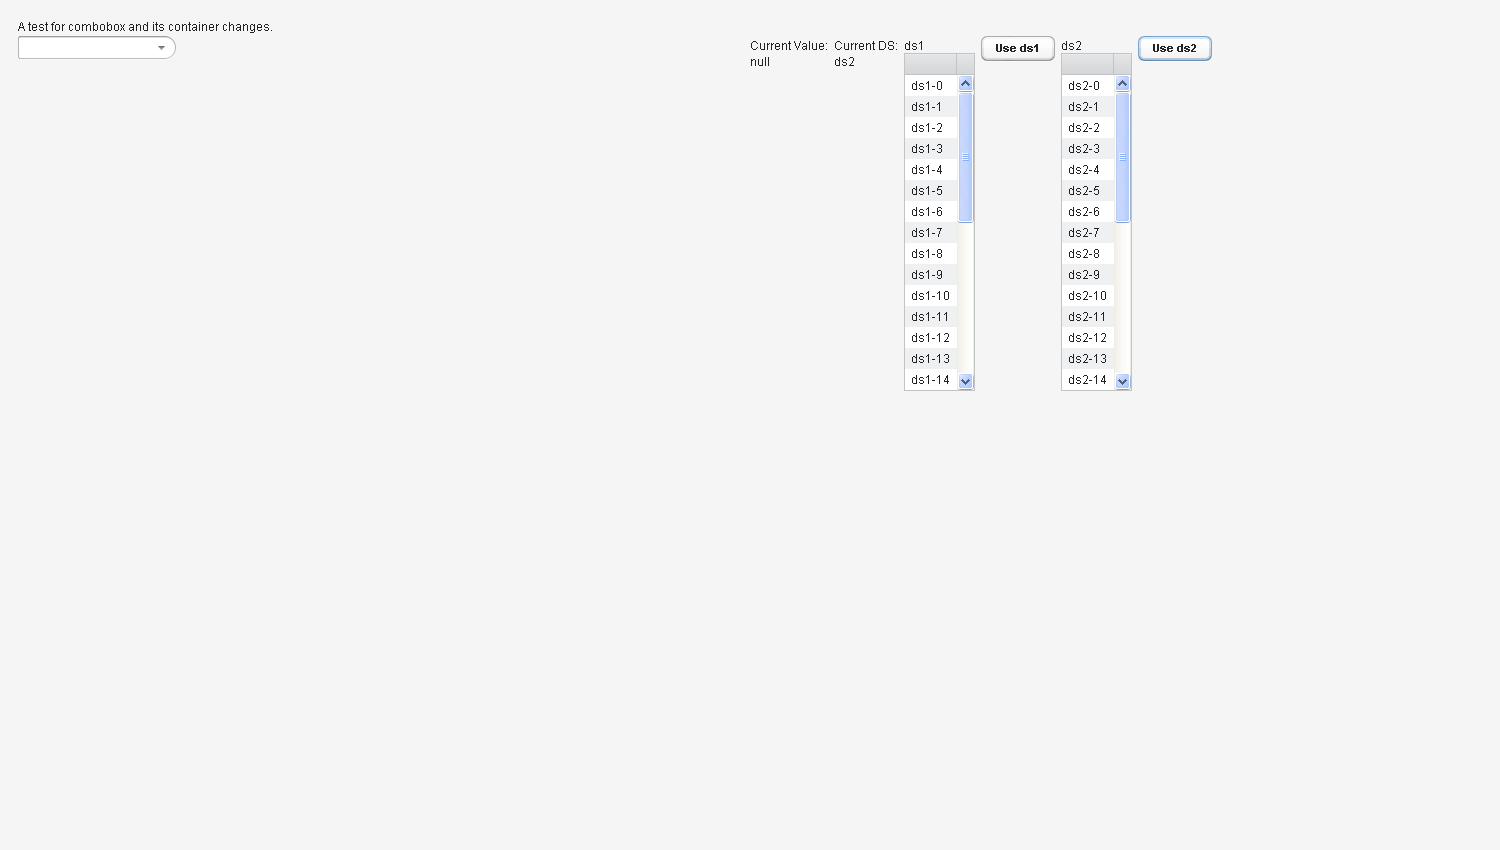 A test for combobox and its container changes.
Current Value:
null
Current DS:
ds2
ds1
ds1-0
ds1-1
ds1-2
ds1-3
ds1-4
ds1-5
ds1-6
ds1-7
ds1-8
ds1-9
ds1-10
ds1-11
ds1-12
ds1-13
ds1-14
Use ds1
ds2
ds2-0
ds2-1
ds2-2
ds2-3
ds2-4
ds2-5
ds2-6
ds2-7
ds2-8
ds2-9
ds2-10
ds2-11
ds2-12
ds2-13
ds2-14
Use ds2